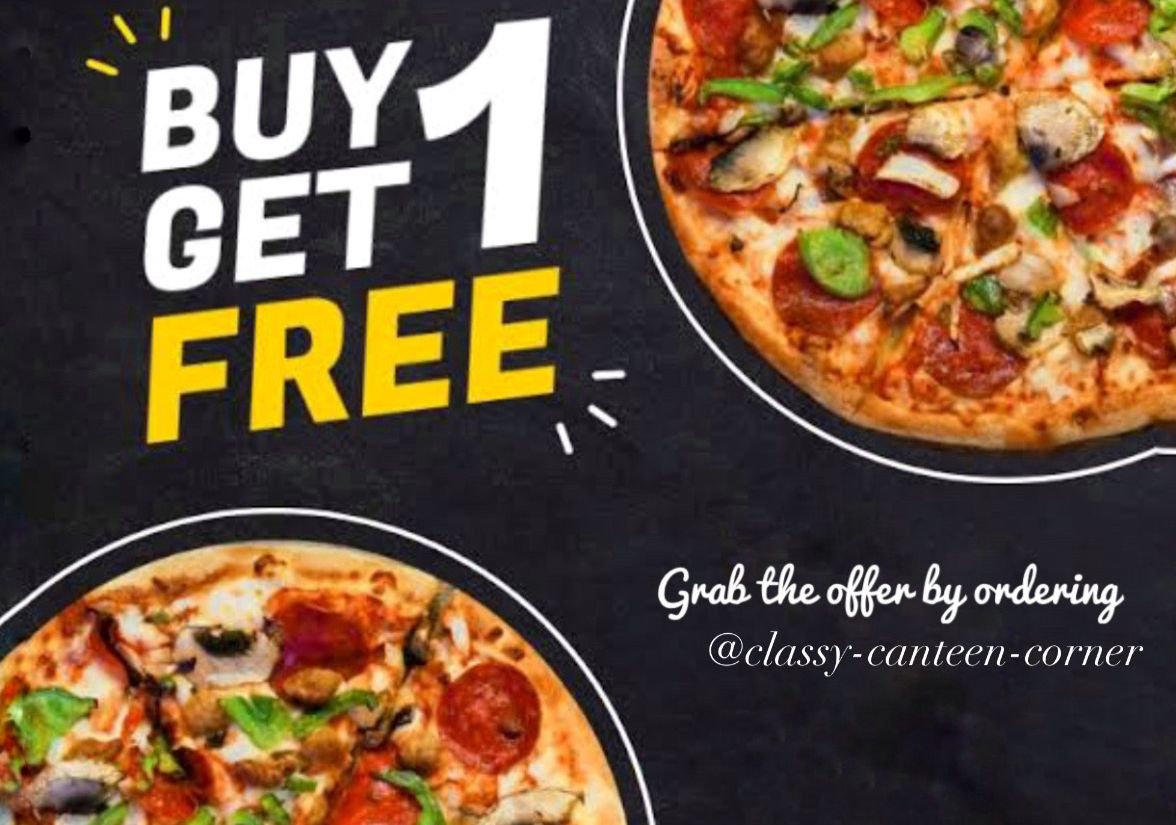 BUY 1
GET
FREE
Grab the offer by ordering
@classy-canteen-corner